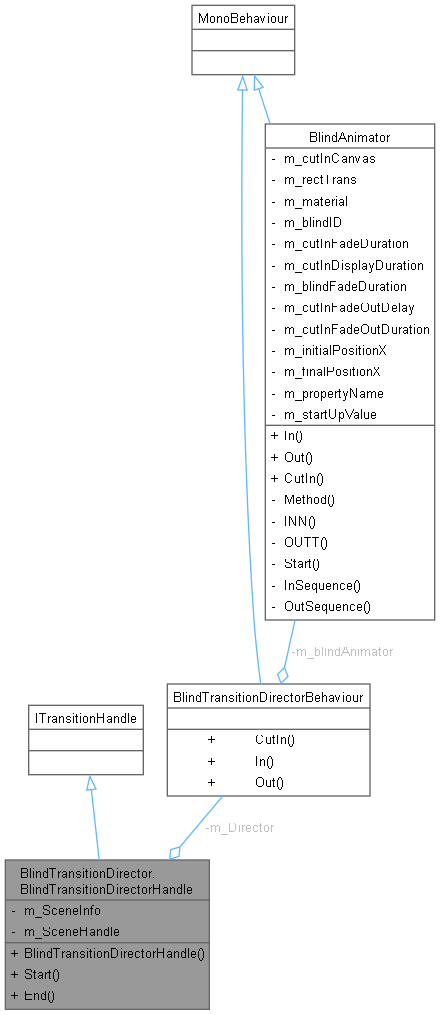 MonoBehaviour
BlindAnimator
- m_cutInCanvas
- m_rectTrans
- m_material
- m_blindID
- m_cutInFadeDuration
- m_cutInDisplayDuration
- m_blindFadeDuration
- m_cutInFadeOutDelay
- m_cutInFadeOutDuration
- m_initialPositionX
- m_finalPositionX
- m_propertyName
- m_startUpValue
+ In()
+ Out()
+ CutIn()
- Method()
- INN()
- OUTT()
- Start()
- InSequence()
- OutSequence()
-m_blindAnimator
BlindTransitionDirectorBehaviour
+ CutIn()
+ In()
+ Out()
ITransitionHandle
-m_Director
BlindTransitionDirector.
BlindTransitionDirectorHandle
- m_SceneInfo
- m_SceneHandle
+ BlindTransitionDirectorHandle()
+ Start()
+ End()